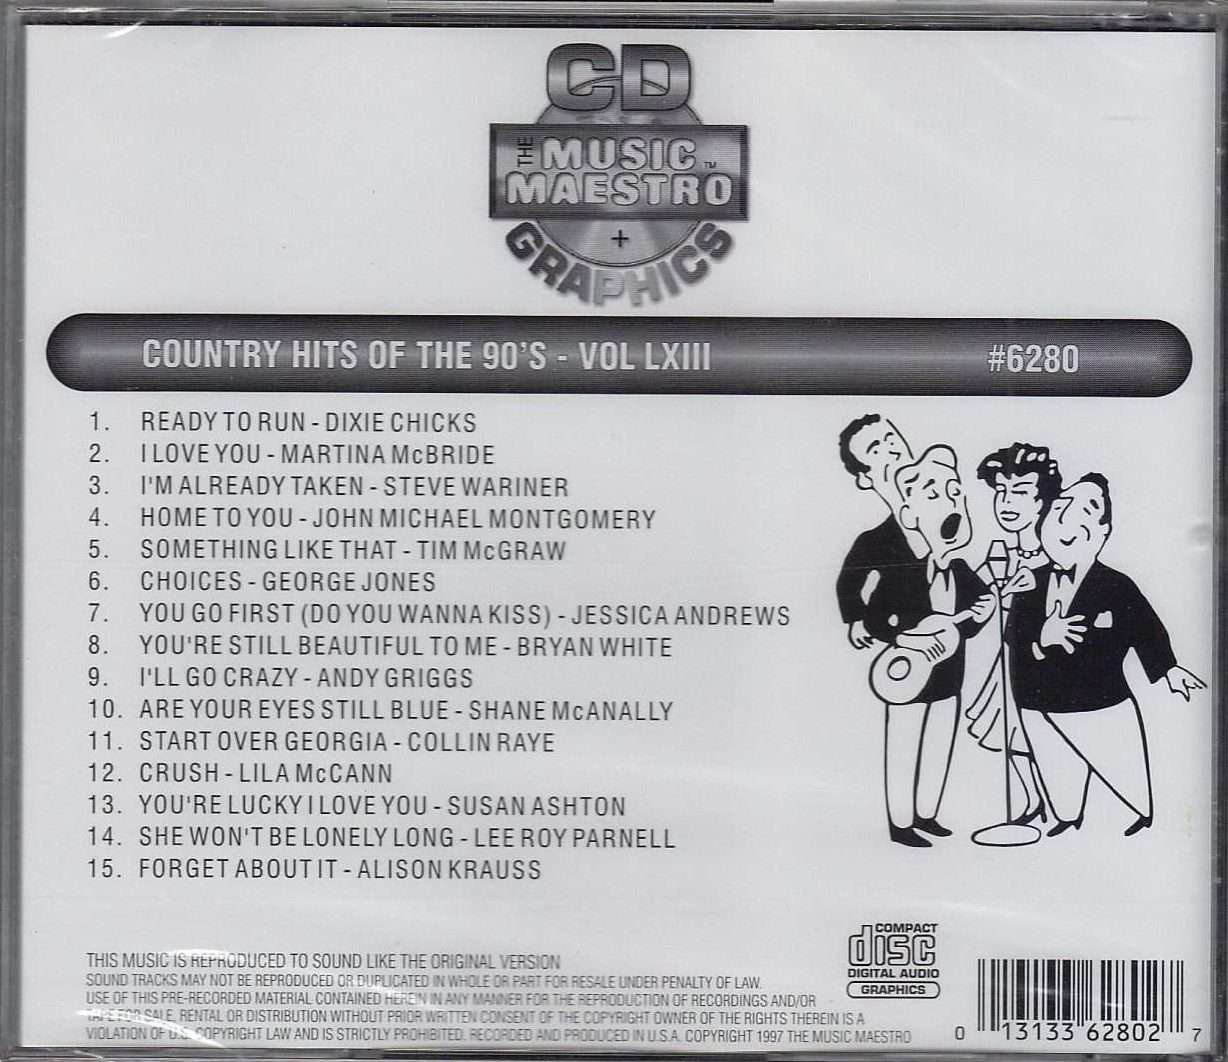 CD
THE MUSIC TM
MAESTRO
+
GRAPHICS
COUNTRY HITS OF THE 90'S - VOL LXIII #6280
1. READY TO RUN - DIXIE CHICKS
2. I LOVE YOU - MARTINA McBRIDE
3. I'M ALREADY TAKEN - STEVE WARINER
4. HOME TO YOU - JOHN MICHAEL MONTGOMERY
5. SOMETHING LIKE THAT - TIM McGRAW
6. CHOICES - GEORGE JONES
7. YOU GO FIRST (DO YOU WANNA KISS) - JESSICA ANDREWS
8. YOU'RE STILL BEAUTIFUL TO ME - BRYAN WHITE
9. I'LL GO CRAZY - ANDY GRIGGS
10. ARE YOUR EYES STILL BLUE - SHANE McANALLY
11. START OVER GEORGIA - COLLIN RAYE
12. CRUSH - LILA McCANN
13. YOU'RE LUCKY I LOVE YOU - SUSAN ASHTON
14. SHE WON'T BE LONELY LONG - LEE ROY PARNELL
15. FORGET ABOUT IT - ALISON KRAUSS
THIS MUSIC IS REPRODUCED TO SOUND LIKE THE ORIGINAL VERSION
SOUND TRACKS MAY NOT BE REPRODUCED OR DUPLICATED IN WHOLE OR PART FOR RESALE UNDER PENALTY OF LAW.
USE OF THIS PRE-RECORDED MATERIAL CONTAINED HEREIN IN ANY MANNER FOR THE REPRODUCTION OF RECORDINGS AND/OR
TAPE FOR SALE, RENTAL OR DISTRIBUTION WITHOUT PRIOR WRITTEN CONSENT OF THE COPYRIGHT OWNER OF THE RIGHTS THEREIN IS A
VIOLATION OF U.S. COPYRIGHT LAW AND IS STRICTLY PROHIBITED. RECORDED AND PRODUCED IN U.S.A. COPYRIGHT 1997 THE MUSIC MAESTRO
COMPACT
disc
DIGITAL AUDIO
GRAPHICS
0 13133 62802 7